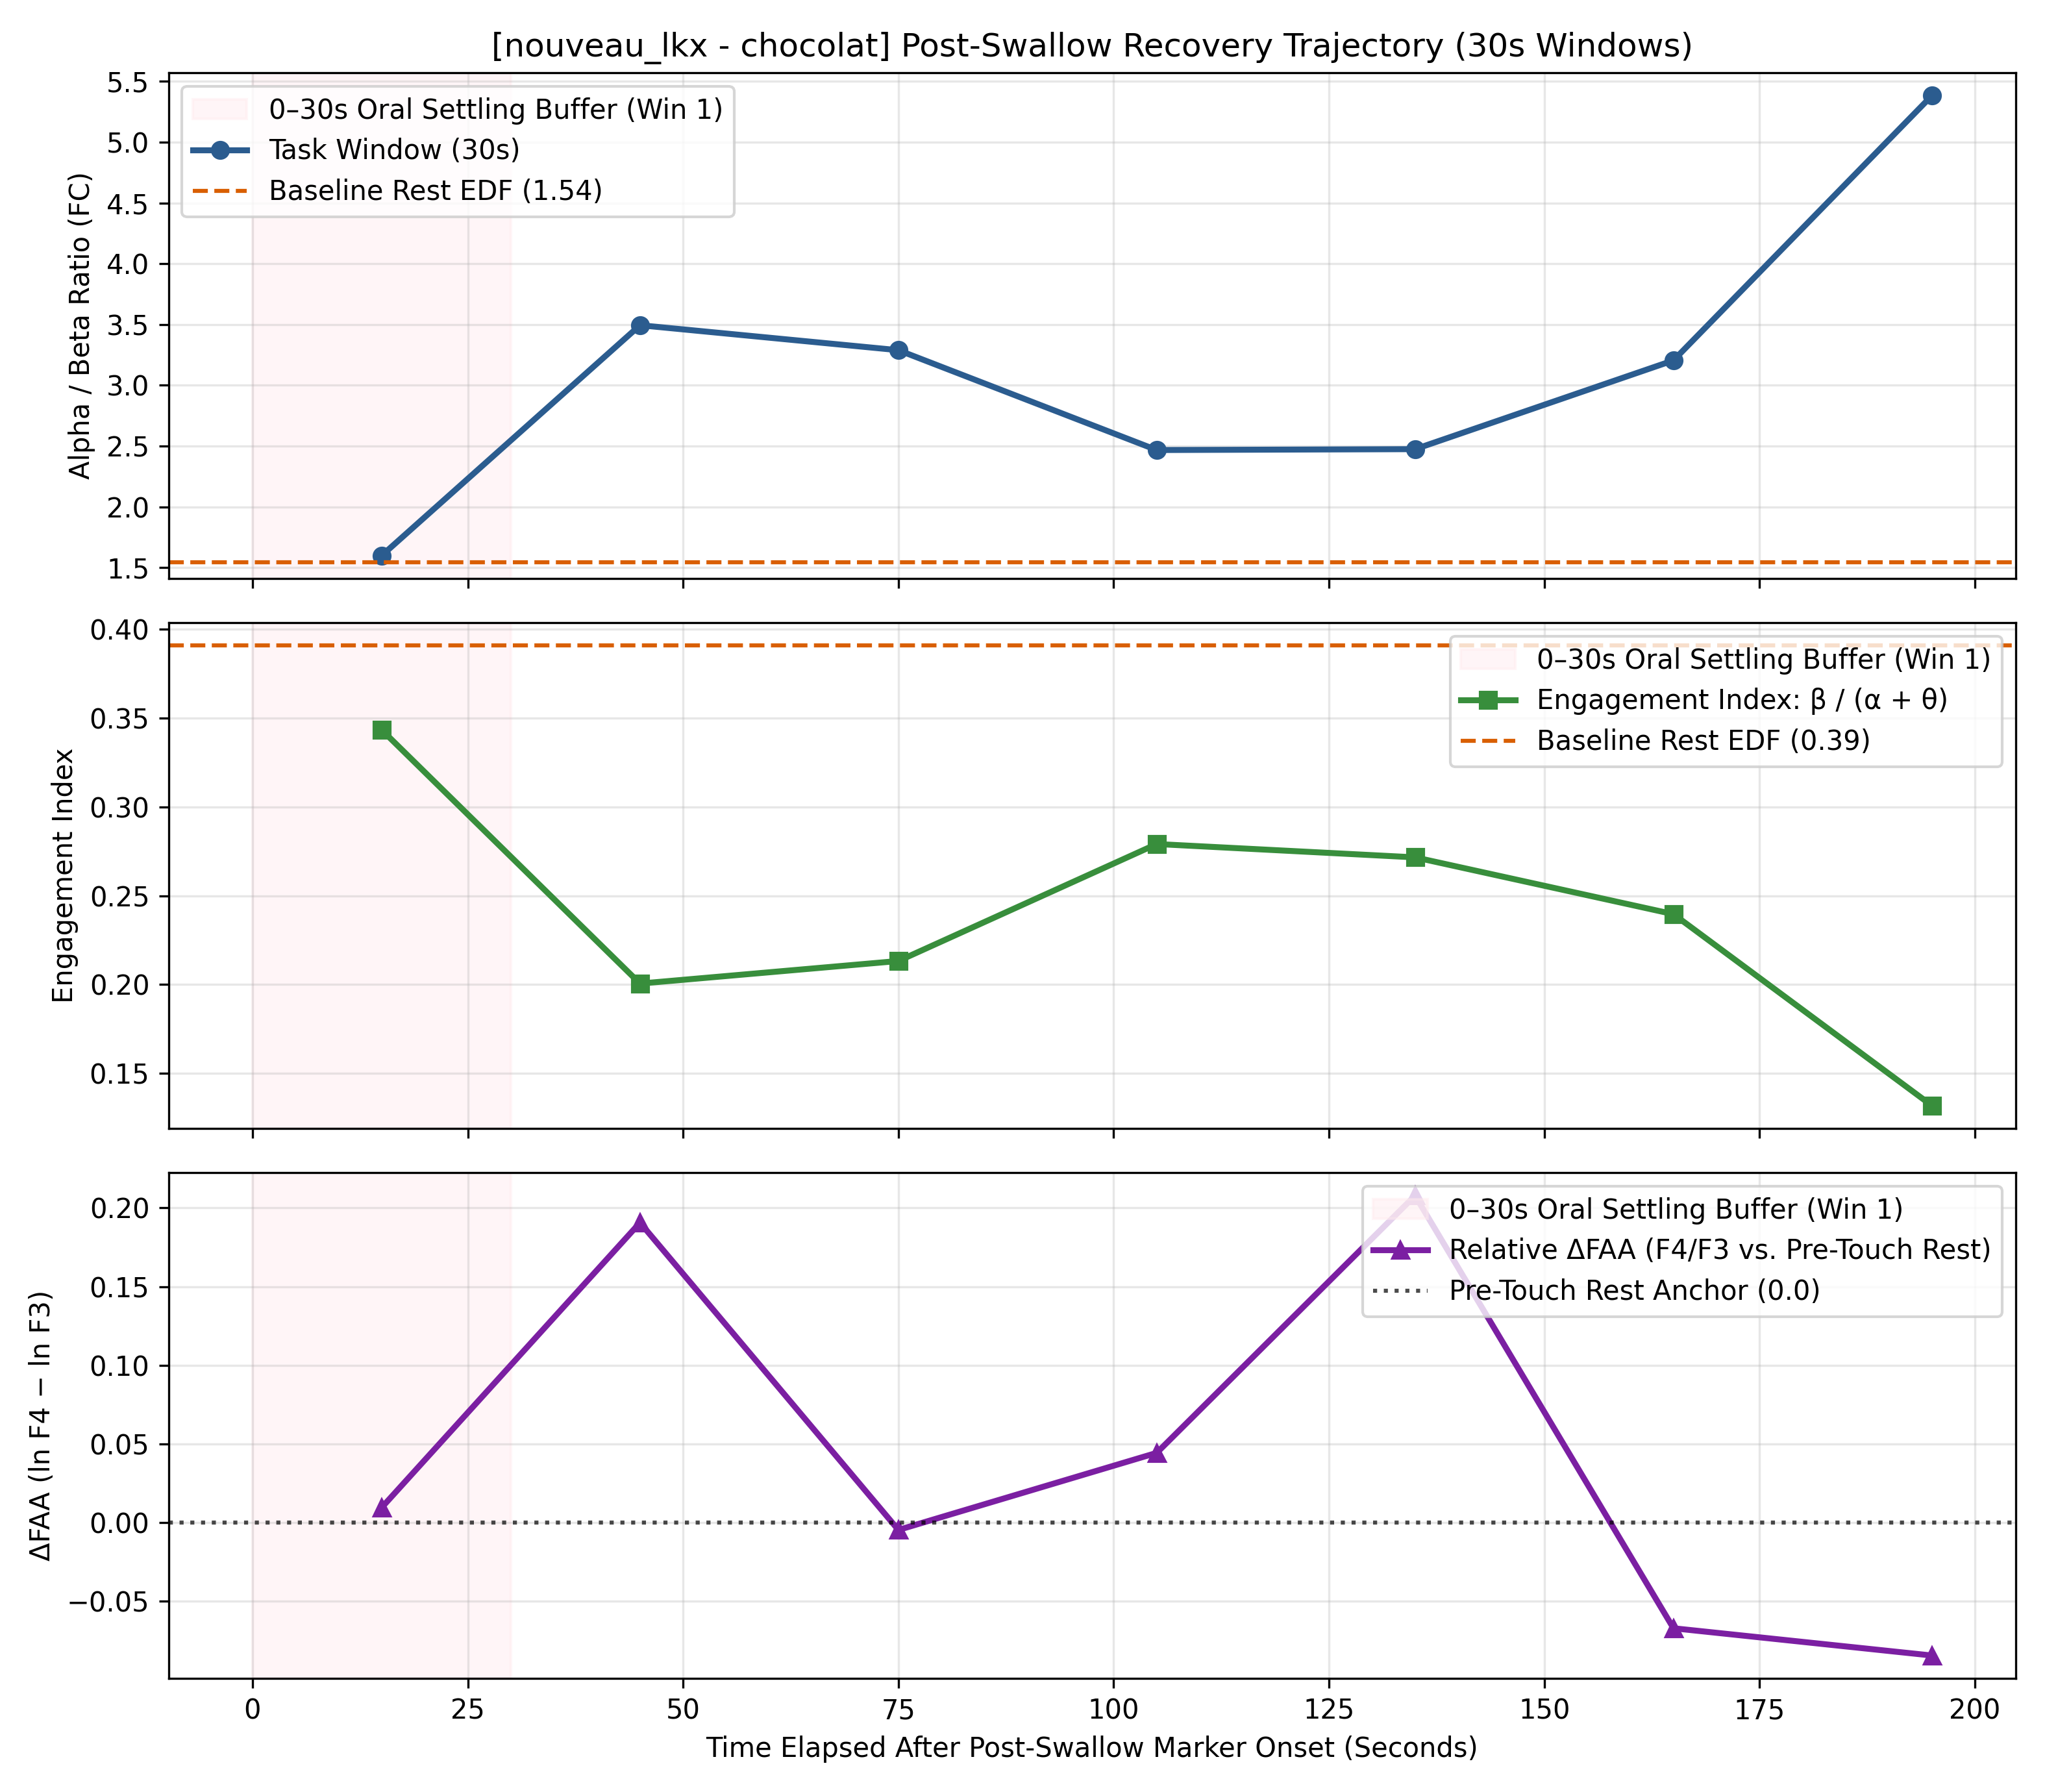 [nouveau_lkx - chocolat] Post-Swallow Recovery Trajectory (30s Windows)
Alpha / Beta Ratio (FC)
5.5
5.0
4.5
4.0
3.5
3.0
2.5
2.0
1.5
0–30s Oral Settling Buffer (Win 1)
Task Window (30s)
Baseline Rest EDF (1.54)
Engagement Index
0.40
0.35
0.30
0.25
0.20
0.15
0–30s Oral Settling Buffer (Win 1)
Engagement Index: β / (α + θ)
Baseline Rest EDF (0.39)
ΔFAA (ln F4 − ln F3)
0.20
0.15
0.10
0.05
0.00
−0.05
0–30s Oral Settling Buffer (Win 1)
Relative ΔFAA (F4/F3 vs. Pre-Touch Rest)
Pre-Touch Rest Anchor (0.0)
0 25 50 75 100 125 150 175 200
Time Elapsed After Post-Swallow Marker Onset (Seconds)